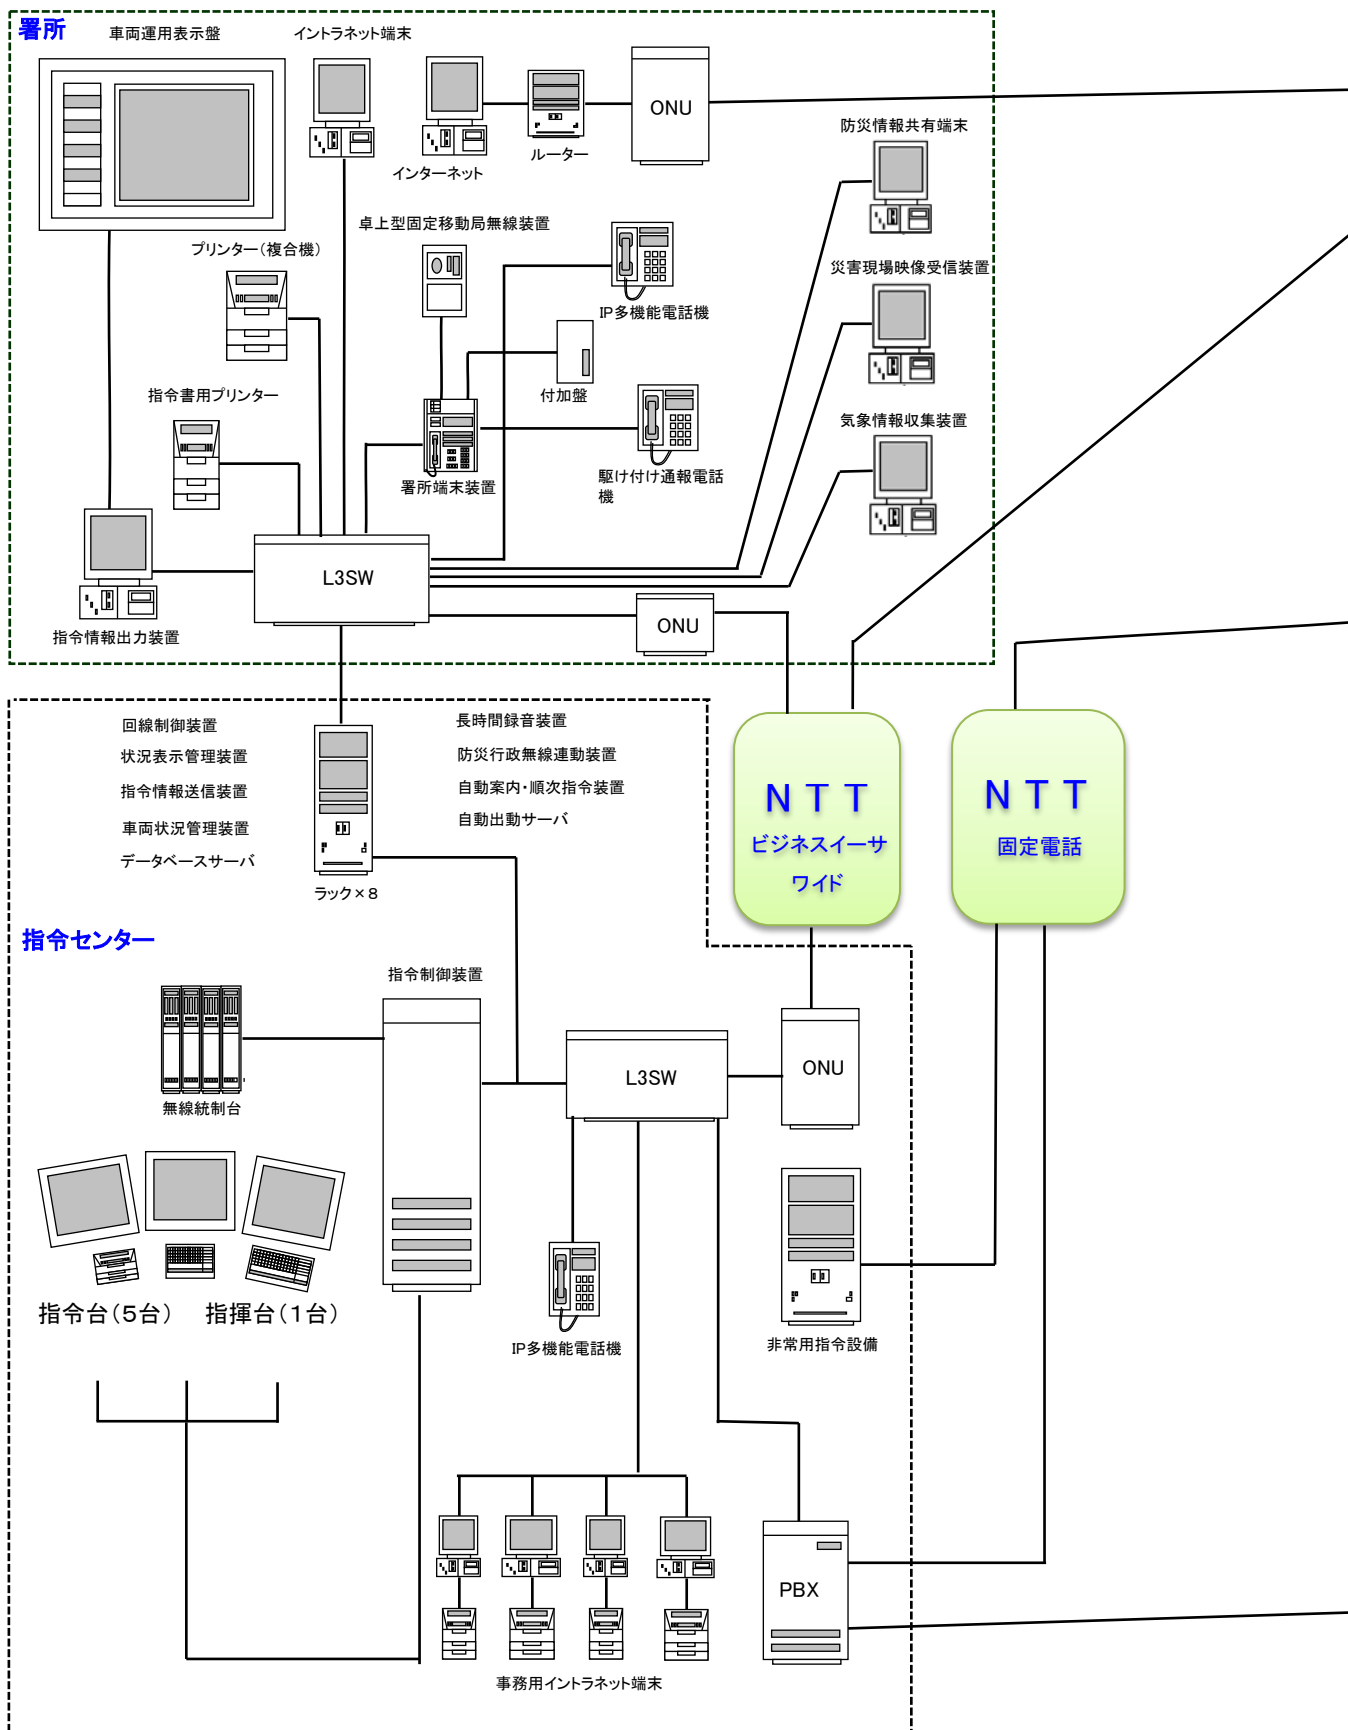 署所
車両運用表示盤
イントラネット端末
ONU
ルーター
インターネット
防災情報共有端末
卓上型固定移動局無線装置
プリンター（複合機）
災害現場映像受信装置
IP多機能電話機
指令書用プリンター
付加盤
気象情報収集装置
署所端末装置
駆け付け通報電話
機
L3SW
ONU
指令情報出力装置
回線制御装置
状況表示管理装置
指令情報送信装置
車両状況管理装置
データベースサーバ
長時間録音装置
防災行政無線連動装置
自動案内・順次指令装置
自動出動サーバ
ラック×８
ＮＴＴ
ビジネスイーサ
ワイド
ＮＴＴ
固定電話
指令センター
指令制御装置
L3SW
ONU
無線統制台
指令台（５台）
指揮台（１台）
IP多機能電話機
非常用指令設備
PBX
事務用イントラネット端末